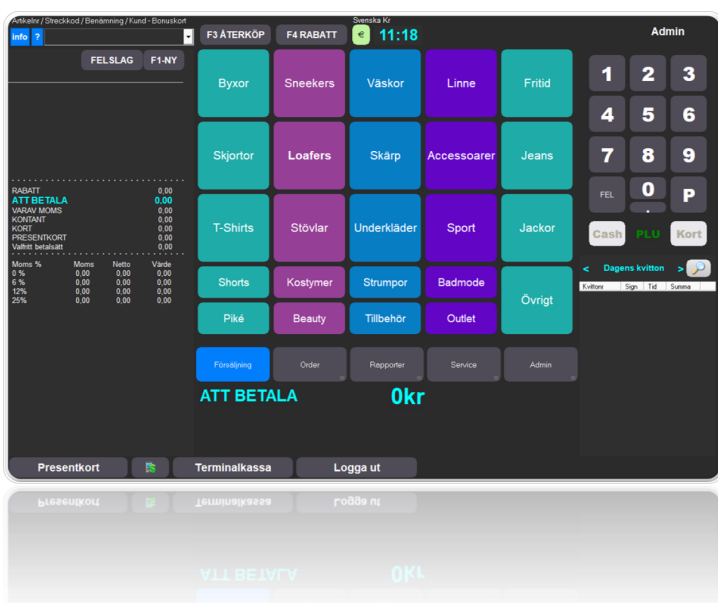 Artikelnr / Streckkod / Benämning / Kund - Bonuskort
info ?
FELSLAG F1-NY
F3 ÅTERKÖP F4 RABATT
Svenska Kr
€ 11:18
Admin
Byxor Sneekers Väskor Linne Fritid
Skjortor Loafers Skärp Accessoarer Jeans
T-Shirts Stövlar Underkläder Sport Jackor
Shorts Kostymer Strumpor Badmode Övrigt
Piké Beauty Tillbehör Outlet
1 2 3
4 5 6
7 8 9
FEL 0 . P
Cash PLU Kort
RABATT 0,00
ATT BETALA 0.00
VARAV MOMS 0,00
KONTANT 0,00
KORT 0,00
PRESENTKORT 0,00
Valfritt betalsätt 0,00
Moms % Moms Netto Värde
0 % 0,00 0,00 0,00
6 % 0,00 0,00 0,00
12% 0,00 0,00 0,00
25% 0,00 0,00 0,00
< Dagens kvitton >
Kvittonr Sign Tid Summa
Försäljning Order Rapporter Service Admin
ATT BETALA 0kr
Presentkort Terminalkassa Logga ut